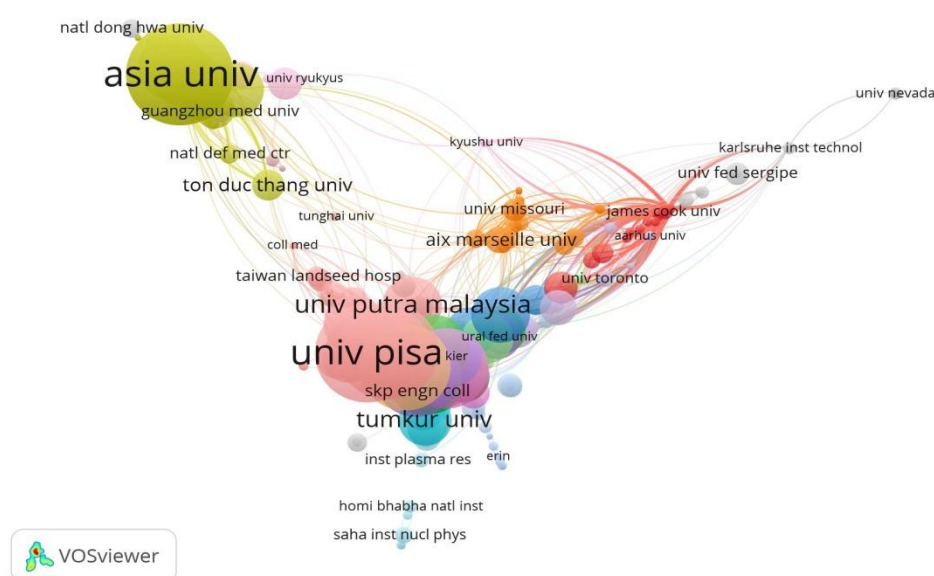 natl dong hwa univ
asia univ
univ ryukyus
univ nevada
guangzhou med univ
kyushu univ
karlsruhe inst technol
natl def med ctr
univ fed sergipe
ton duc thang univ
univ missouri
james cook univ
tunghai univ
aix marseille univ
aarhus univ
coll med
taiwan landseed hosp
univ toronto
univ putra malaysia
ural fed univ
univ pisa
kier
skp engn coll
tumkur univ
inst plasma res
erin
homi bhabha natl inst
saha inst nucl phys
VOSviewer